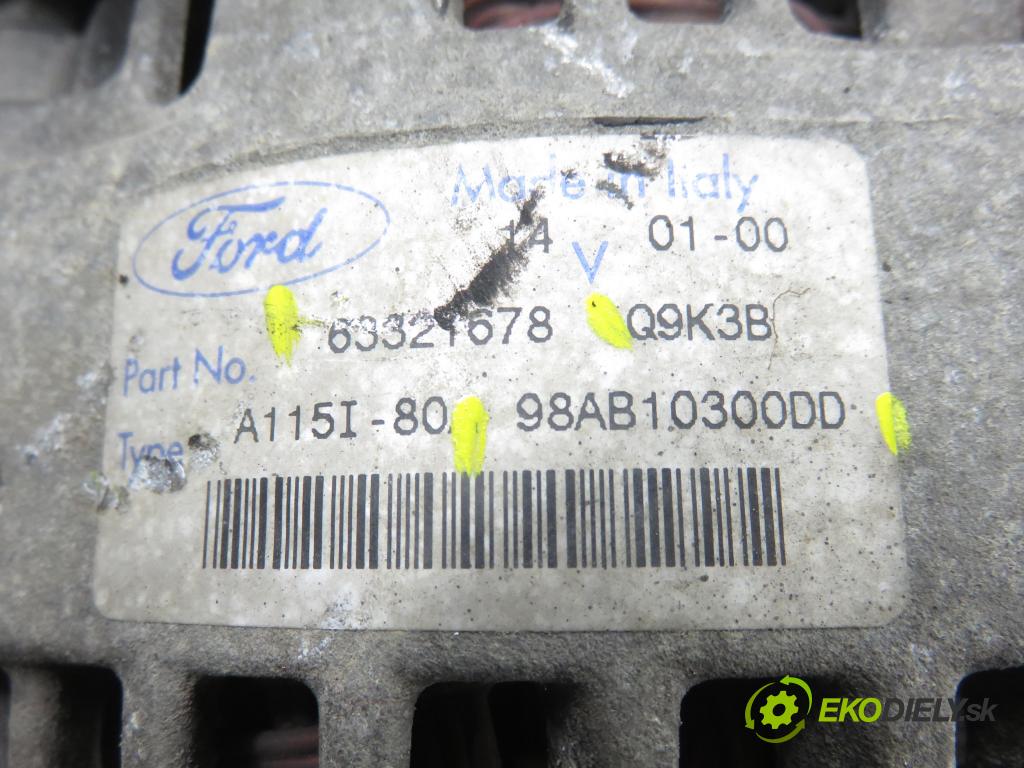 Ford
Made in Italy
14 V 01-00
63321678 Q9K3B
Part No.
A115I-80 98AB10300DD
Type
EKODIELY.sk